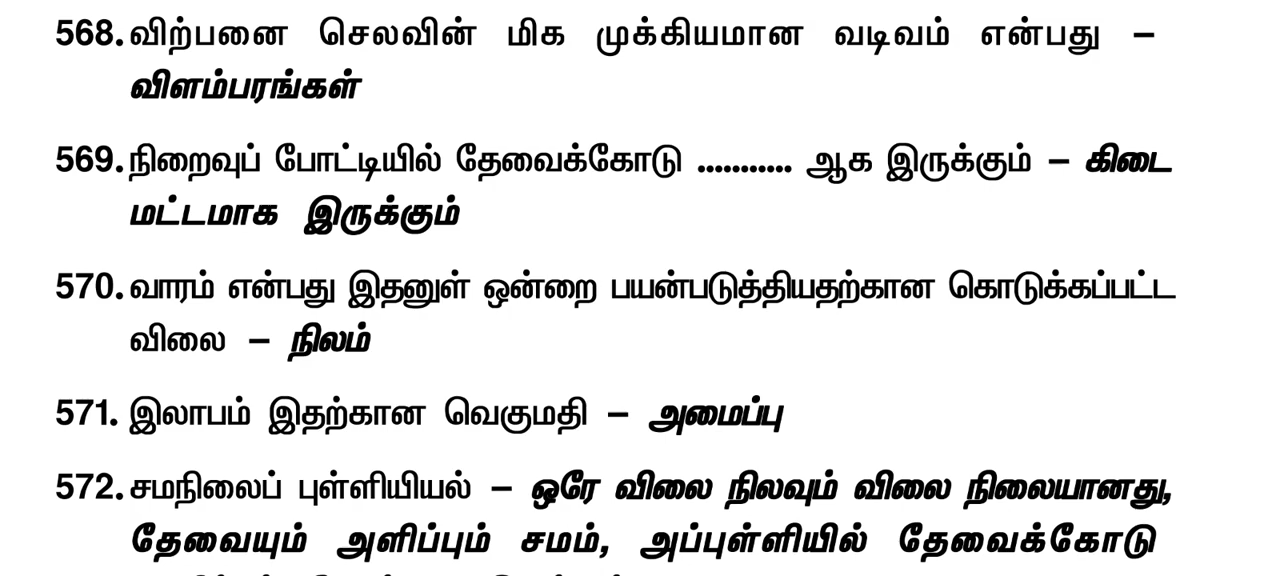 568. விற்பனை செலவின் மிக முக்கியமான வடிவம் என்பது –
விளம்பரங்கள்
569. நிறைவுப் போட்டியில் தேவைக்கோடு ........... ஆக இருக்கும் – கிடை
மட்டமாக இருக்கும்
570. வாரம் என்பது இதனுள் ஒன்றை பயன்படுத்தியதற்கான கொடுக்கப்பட்ட
விலை – நிலம்
571. இலாபம் இதற்கான வெகுமதி – அமைப்பு
572. சமநிலைப் புள்ளியியல் – ஒரே விலை நிலவும் விலை நிலையானது,
தேவையும் அளிப்பும் சமம், அப்புள்ளியில் தேவைக்கோடு